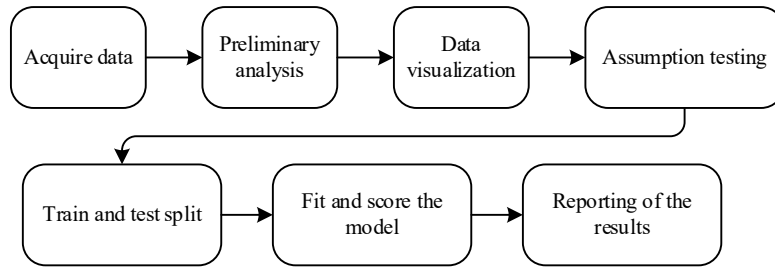 Acquire data
Preliminary
analysis
Data
visualization
Assumption testing
Train and test split
Fit and score the
model
Reporting of the
results